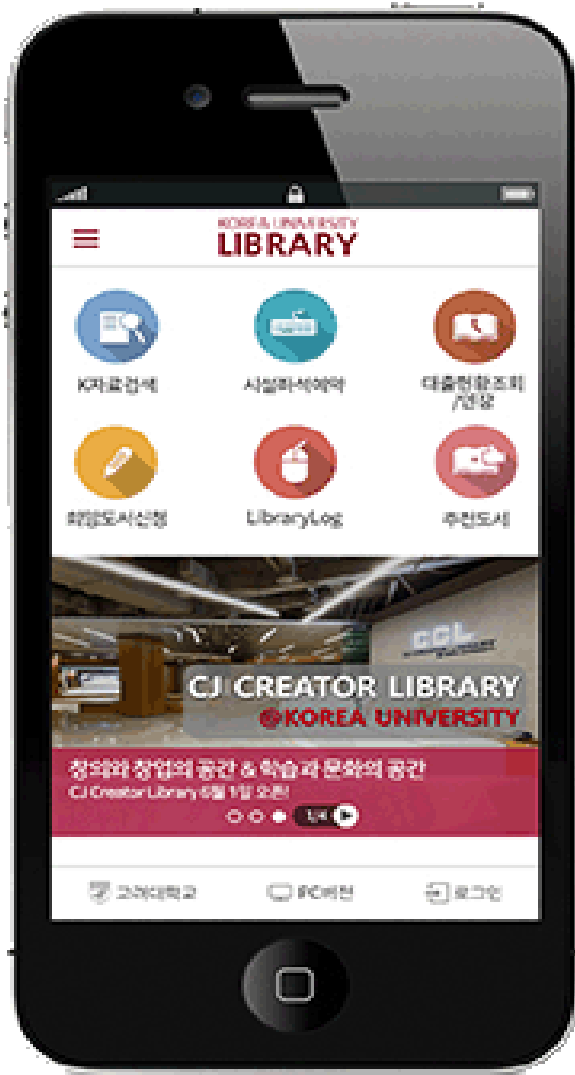 KOREA UNIVERSITY
LIBRARY
K자료검색
시설좌석예약
대출현황조회
/연장
희망도서신청
LibraryLog
추천도서
CCL
CJ CREATOR LIBRARY
@KOREA UNIVERSITY
창의와 창업의 공간 & 학습과 문화의 공간
CJ Creator Library 6월 1일 오픈!
고려대학교
PC버전
로그인